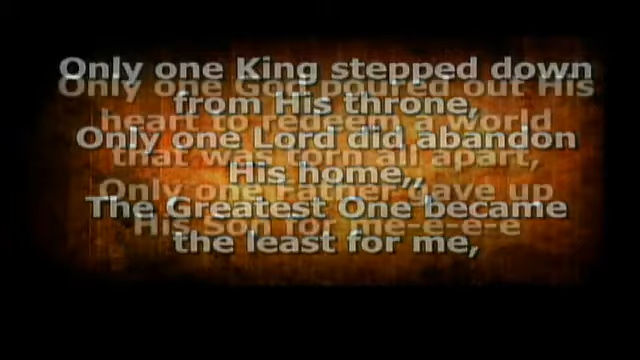 Only one King stepped down
Only one God poured out His
from His throne,
heart to redeem a world
Only one Lord did abandon
that was torn all apart,
His home,,
Only one Father gave up
The Greatest One became
His Son for me-e-e-e
the least for me,